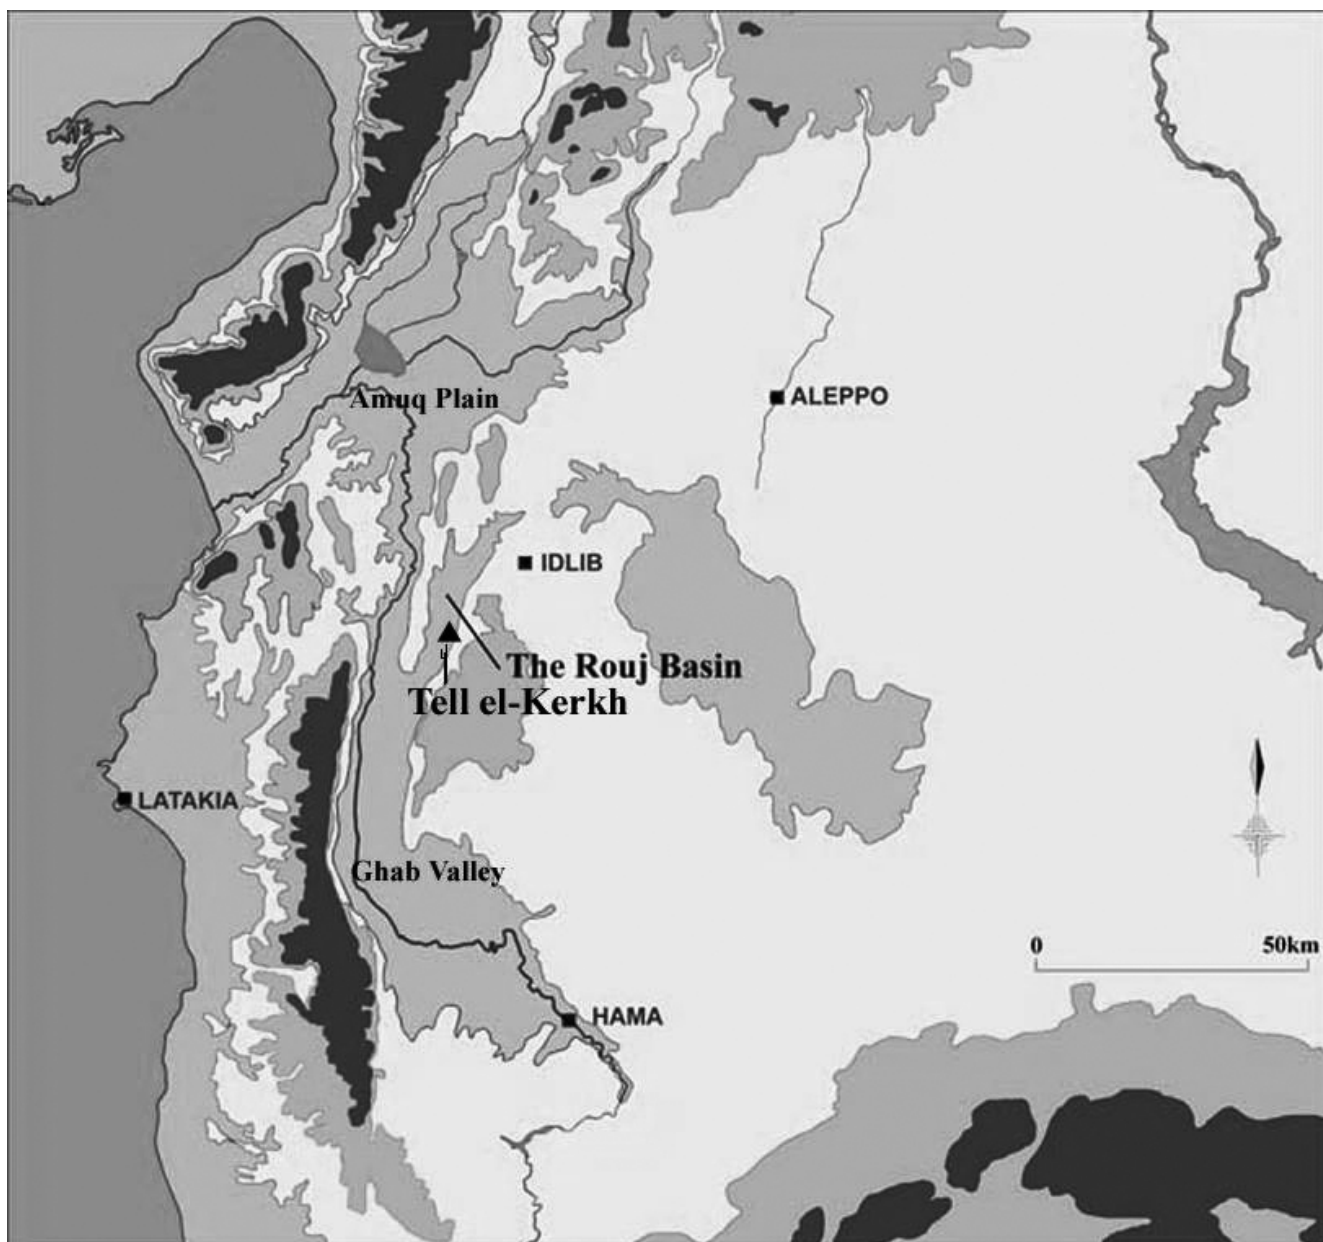 Amuq Plain
ALEPPO
IDLIB
The Rouj Basin
Tell el-Kerkh
LATAKIA
Ghab Valley
0 50km
HAMA